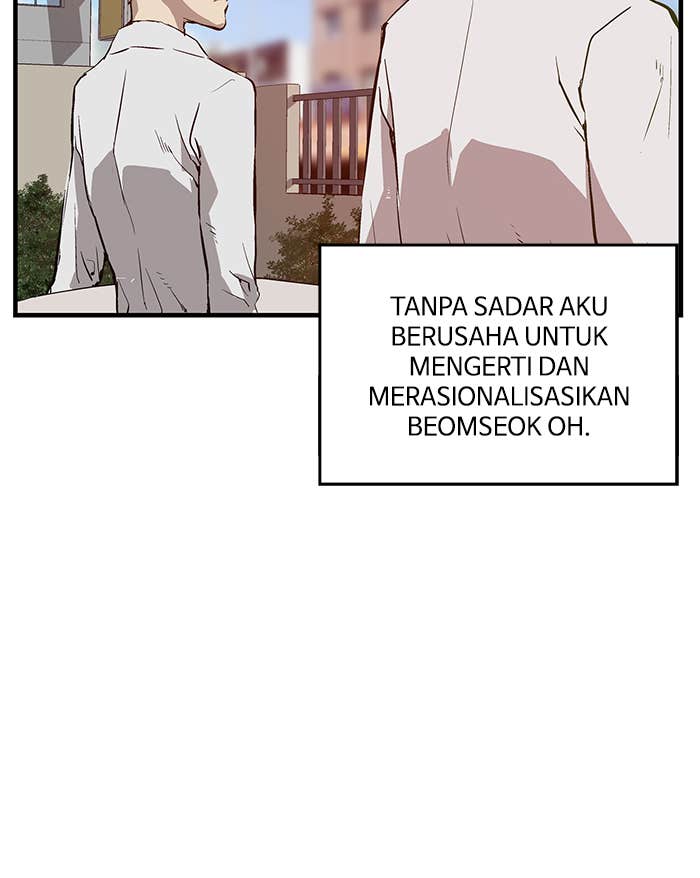 TANPA SADAR AKU
BERUSAHA UNTUK
MENGERTI DAN
MERASIONALISASIKAN
BEOMSEOK OH.